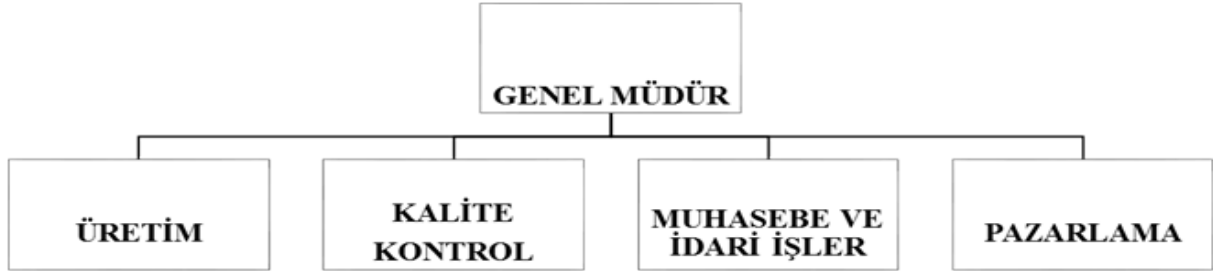 GENEL MÜDÜR
ÜRETİM
KALİTE
KONTROL
MUHASEBE VE
İDARİ İŞLER
PAZARLAMA